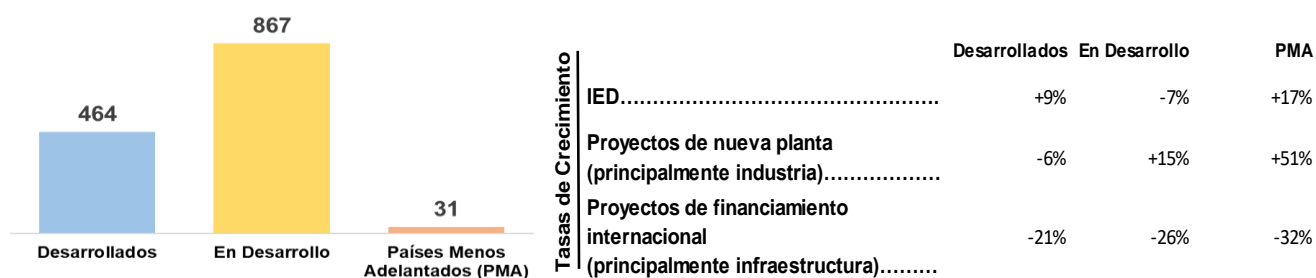 867
464
31
Desarrollados
En Desarrollo
Países Menos
Adelantados (PMA)
Tasas de Crecimiento
Desarrollados En Desarrollo PMA
IED………………………………………… +9% -7% +17%
Proyectos de nueva planta
(principalmente industria)……………… -6% +15% +51%
Proyectos de financiamiento
internacional
(principalmente infraestructura)……… -21% -26% -32%